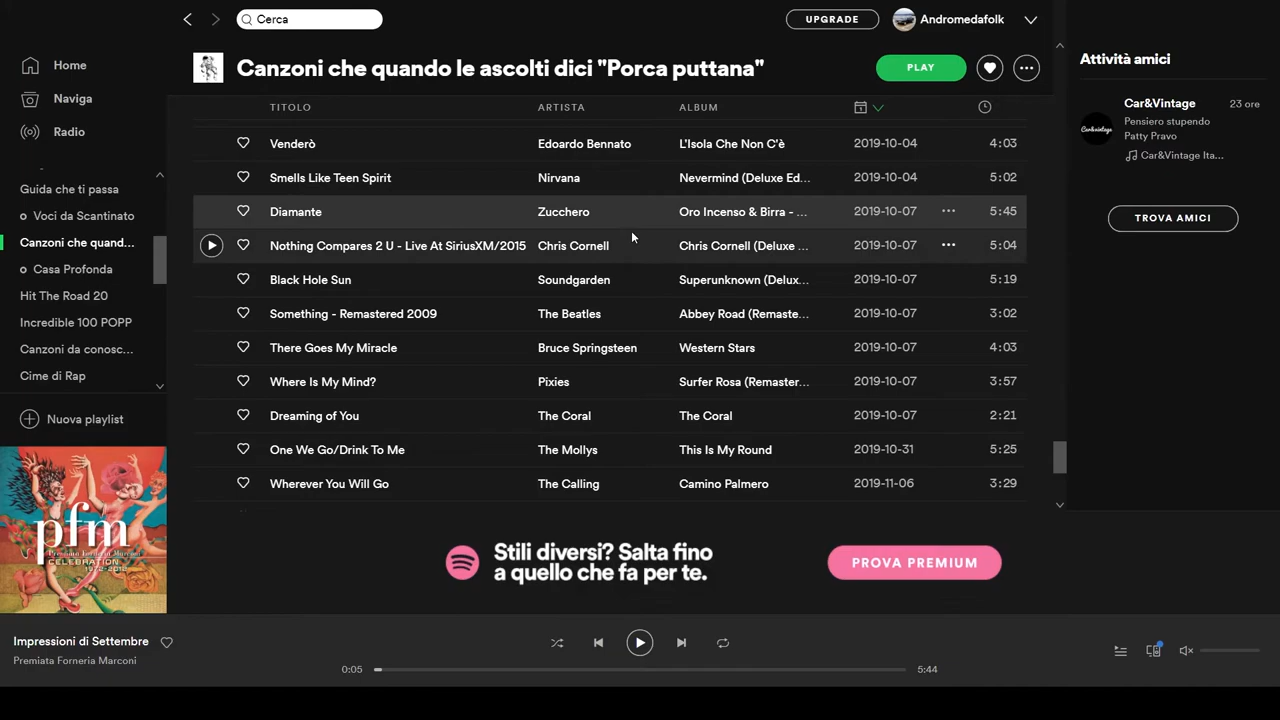 Cerca
UPGRADE
Andromedafolk
Home
Naviga
Radio
Guida che ti passa
Voci da Scantinato
Canzoni che quand...
Casa Profonda
Hit The Road 20
Incredible 100 POPP
Canzoni da conosc...
Cime di Rap
Nuova playlist
Canzoni che quando le ascolti dici "Porca puttana"
PLAY
TITOLO ARTISTA ALBUM
Venderò Edoardo Bennato L'Isola Che Non C'è 2019-10-04 4:03
Smells Like Teen Spirit Nirvana Nevermind (Deluxe Ed... 2019-10-04 5:02
Diamante Zucchero Oro Incenso & Birra - ... 2019-10-07 5:45
Nothing Compares 2 U - Live At SiriusXM/2015 Chris Cornell Chris Cornell (Deluxe ... 2019-10-07 5:04
Black Hole Sun Soundgarden Superunknown (Delux... 2019-10-07 5:19
Something - Remastered 2009 The Beatles Abbey Road (Remaste... 2019-10-07 3:02
There Goes My Miracle Bruce Springsteen Western Stars 2019-10-07 4:03
Where Is My Mind? Pixies Surfer Rosa (Remaster... 2019-10-07 3:57
Dreaming of You The Coral The Coral 2019-10-07 2:21
One We Go/Drink To Me The Mollys This Is My Round 2019-10-31 5:25
Wherever You Will Go The Calling Camino Palmero 2019-11-06 3:29
Attività amici
Car&Vintage 23 ore
Pensiero stupendo
Patty Pravo
Car&Vintage Ita...
Car&vintage
TROVA AMICI
pfm
Premiata Forneria Marconi
CELEBRATION
1972-2012
Stili diversi? Salta fino
a quello che fa per te.
PROVA PREMIUM
Impressioni di Settembre
Premiata Forneria Marconi
0:05 5:44